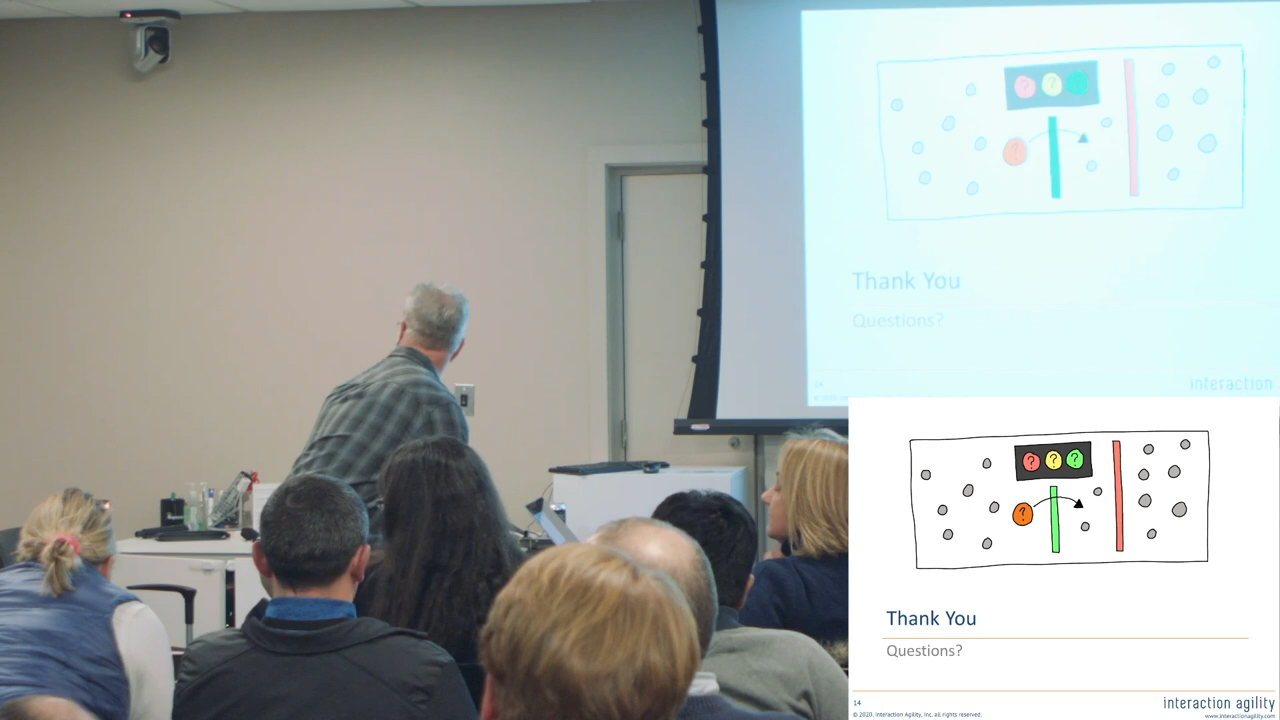 Thank You
Questions?
14
interaction
? ? ?
?
Thank You
Questions?
14
interaction agility
© 2020. Interaction Agility, Inc. all rights reserved.
www.interactionagility.com